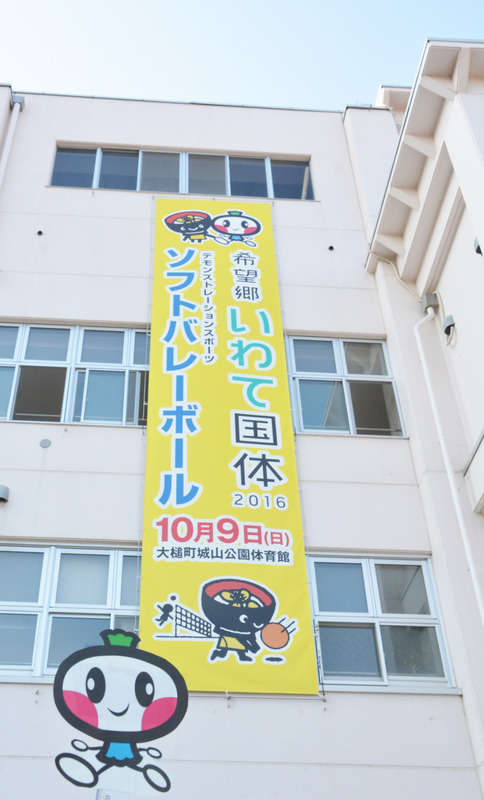 希望郷
いわて国体
2016
デモンストレーションスポーツ
ソフトバレーボール
10月9日(日)
大槌町城山公園体育館